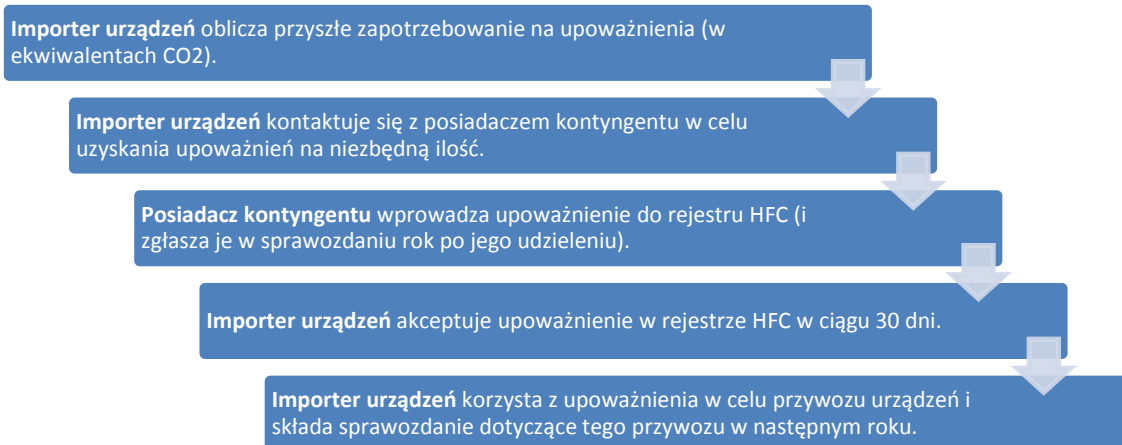 Importer urządzeń oblicza przyszłe zapotrzebowanie na upoważnienia (w
ekwiwalentach CO2).
Importer urządzeń kontaktuje się z posiadaczem kontyngentu w celu
uzyskania upoważnień na niezbędną ilość.
Posiadacz kontyngentu wprowadza upoważnienie do rejestru HFC (i
zgłasza je w sprawozdaniu rok po jego udzieleniu).
Importer urządzeń akceptuje upoważnienie w rejestrze HFC w ciągu 30 dni.
Importer urządzeń korzysta z upoważnienia w celu przywozu urządzeń i
składa sprawozdanie dotyczące tego przywozu w następnym roku.